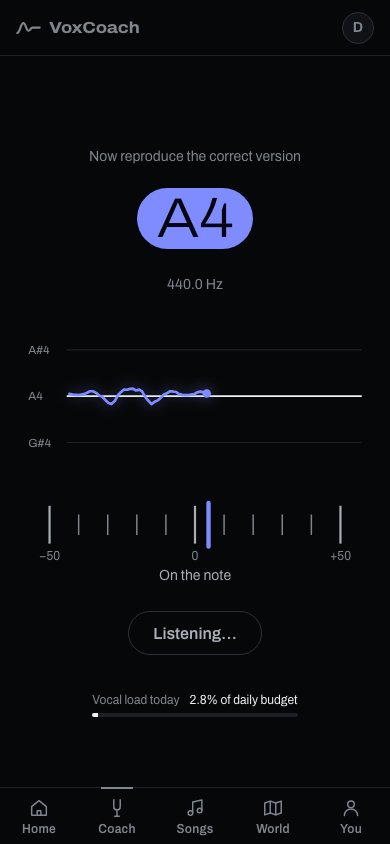 VoxCoach D
Now reproduce the correct version
A4
440.0 Hz
A#4
A4
G#4
−50 0 +50
On the note
Listening...
Vocal load today 2.8% of daily budget
Home Coach Songs World You